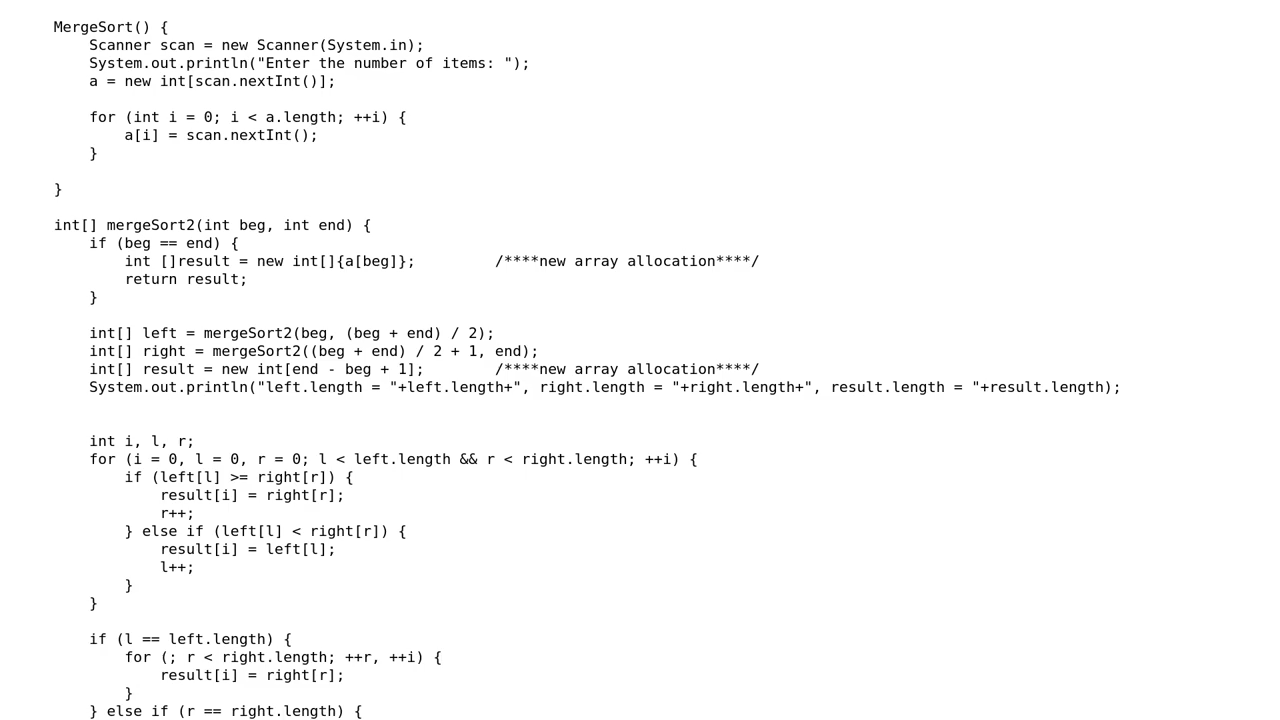 MergeSort() {
    Scanner scan = new Scanner(System.in);
    System.out.println("Enter the number of items: ");
    a = new int[scan.nextInt()];

    for (int i = 0; i < a.length; ++i) {
        a[i] = scan.nextInt();
    }

}

int[] mergeSort2(int beg, int end) {
    if (beg == end) {
        int []result = new int[]{a[beg]};         /****new array allocation****/
        return result;
    }

    int[] left = mergeSort2(beg, (beg + end) / 2);
    int[] right = mergeSort2((beg + end) / 2 + 1, end);
    int[] result = new int[end - beg + 1];        /****new array allocation****/
    System.out.println("left.length = "+left.length+", right.length = "+right.length+", result.length = "+result.length);


    int i, l, r;
    for (i = 0, l = 0, r = 0; l < left.length && r < right.length; ++i) {
        if (left[l] >= right[r]) {
            result[i] = right[r];
            r++;
        } else if (left[l] < right[r]) {
            result[i] = left[l];
            l++;
        }
    }

    if (l == left.length) {
        for (; r < right.length; ++r, ++i) {
            result[i] = right[r];
        }
    } else if (r == right.length) {